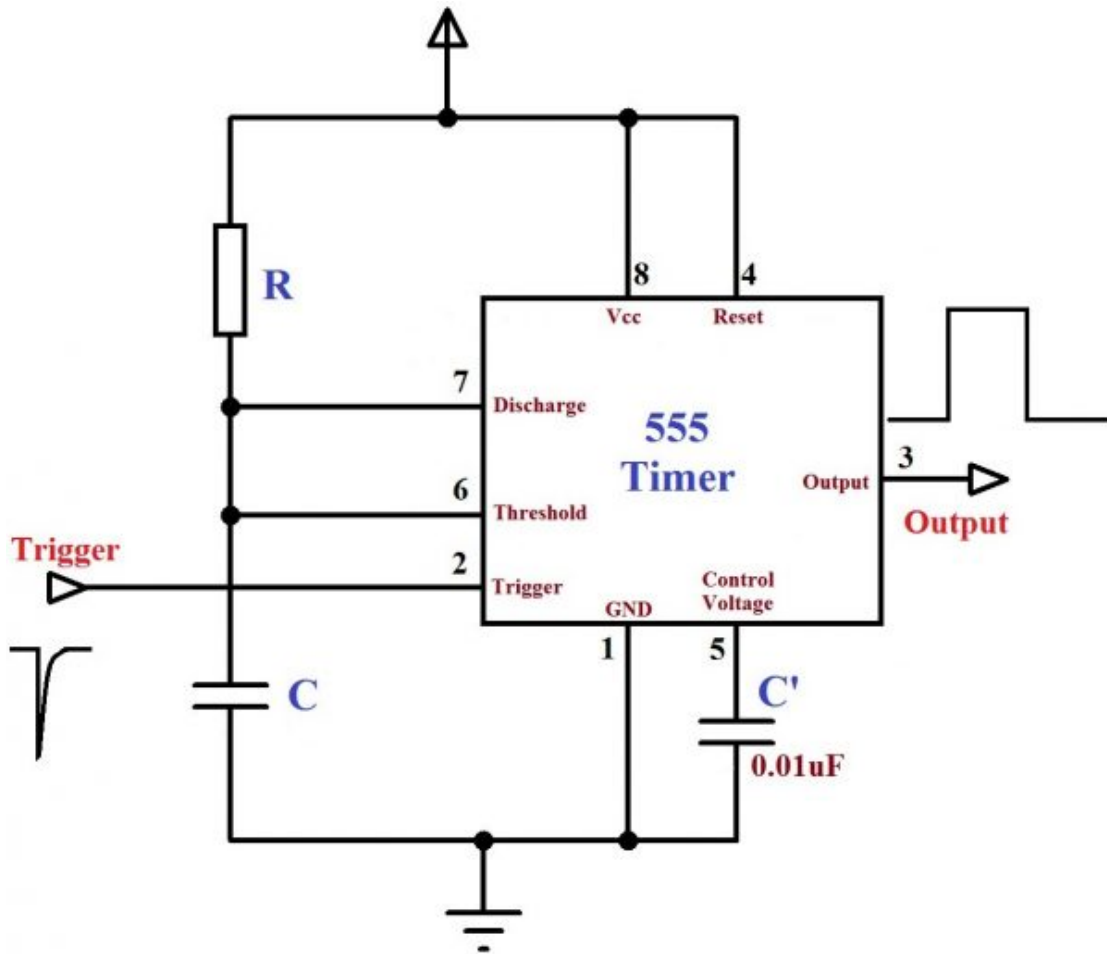 R
8
4
Vcc
Reset
7
Discharge
555
Timer
3
Output
Output
6
Threshold
Trigger
2
Trigger
Control
Voltage
GND
1
5
C
C'
0.01uF